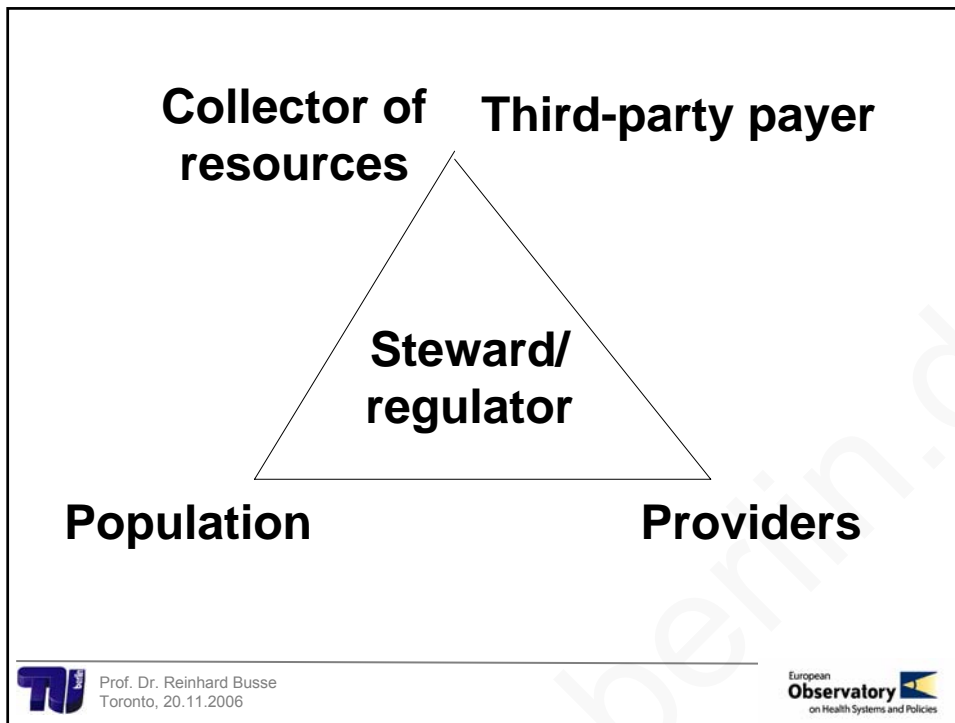 Collector of
resources
Third-party payer
Steward/
regulator
Population
Providers
Prof. Dr. Reinhard Busse
Toronto, 20.11.2006
European
Observatory
on Health Systems and Policies
berlin.d